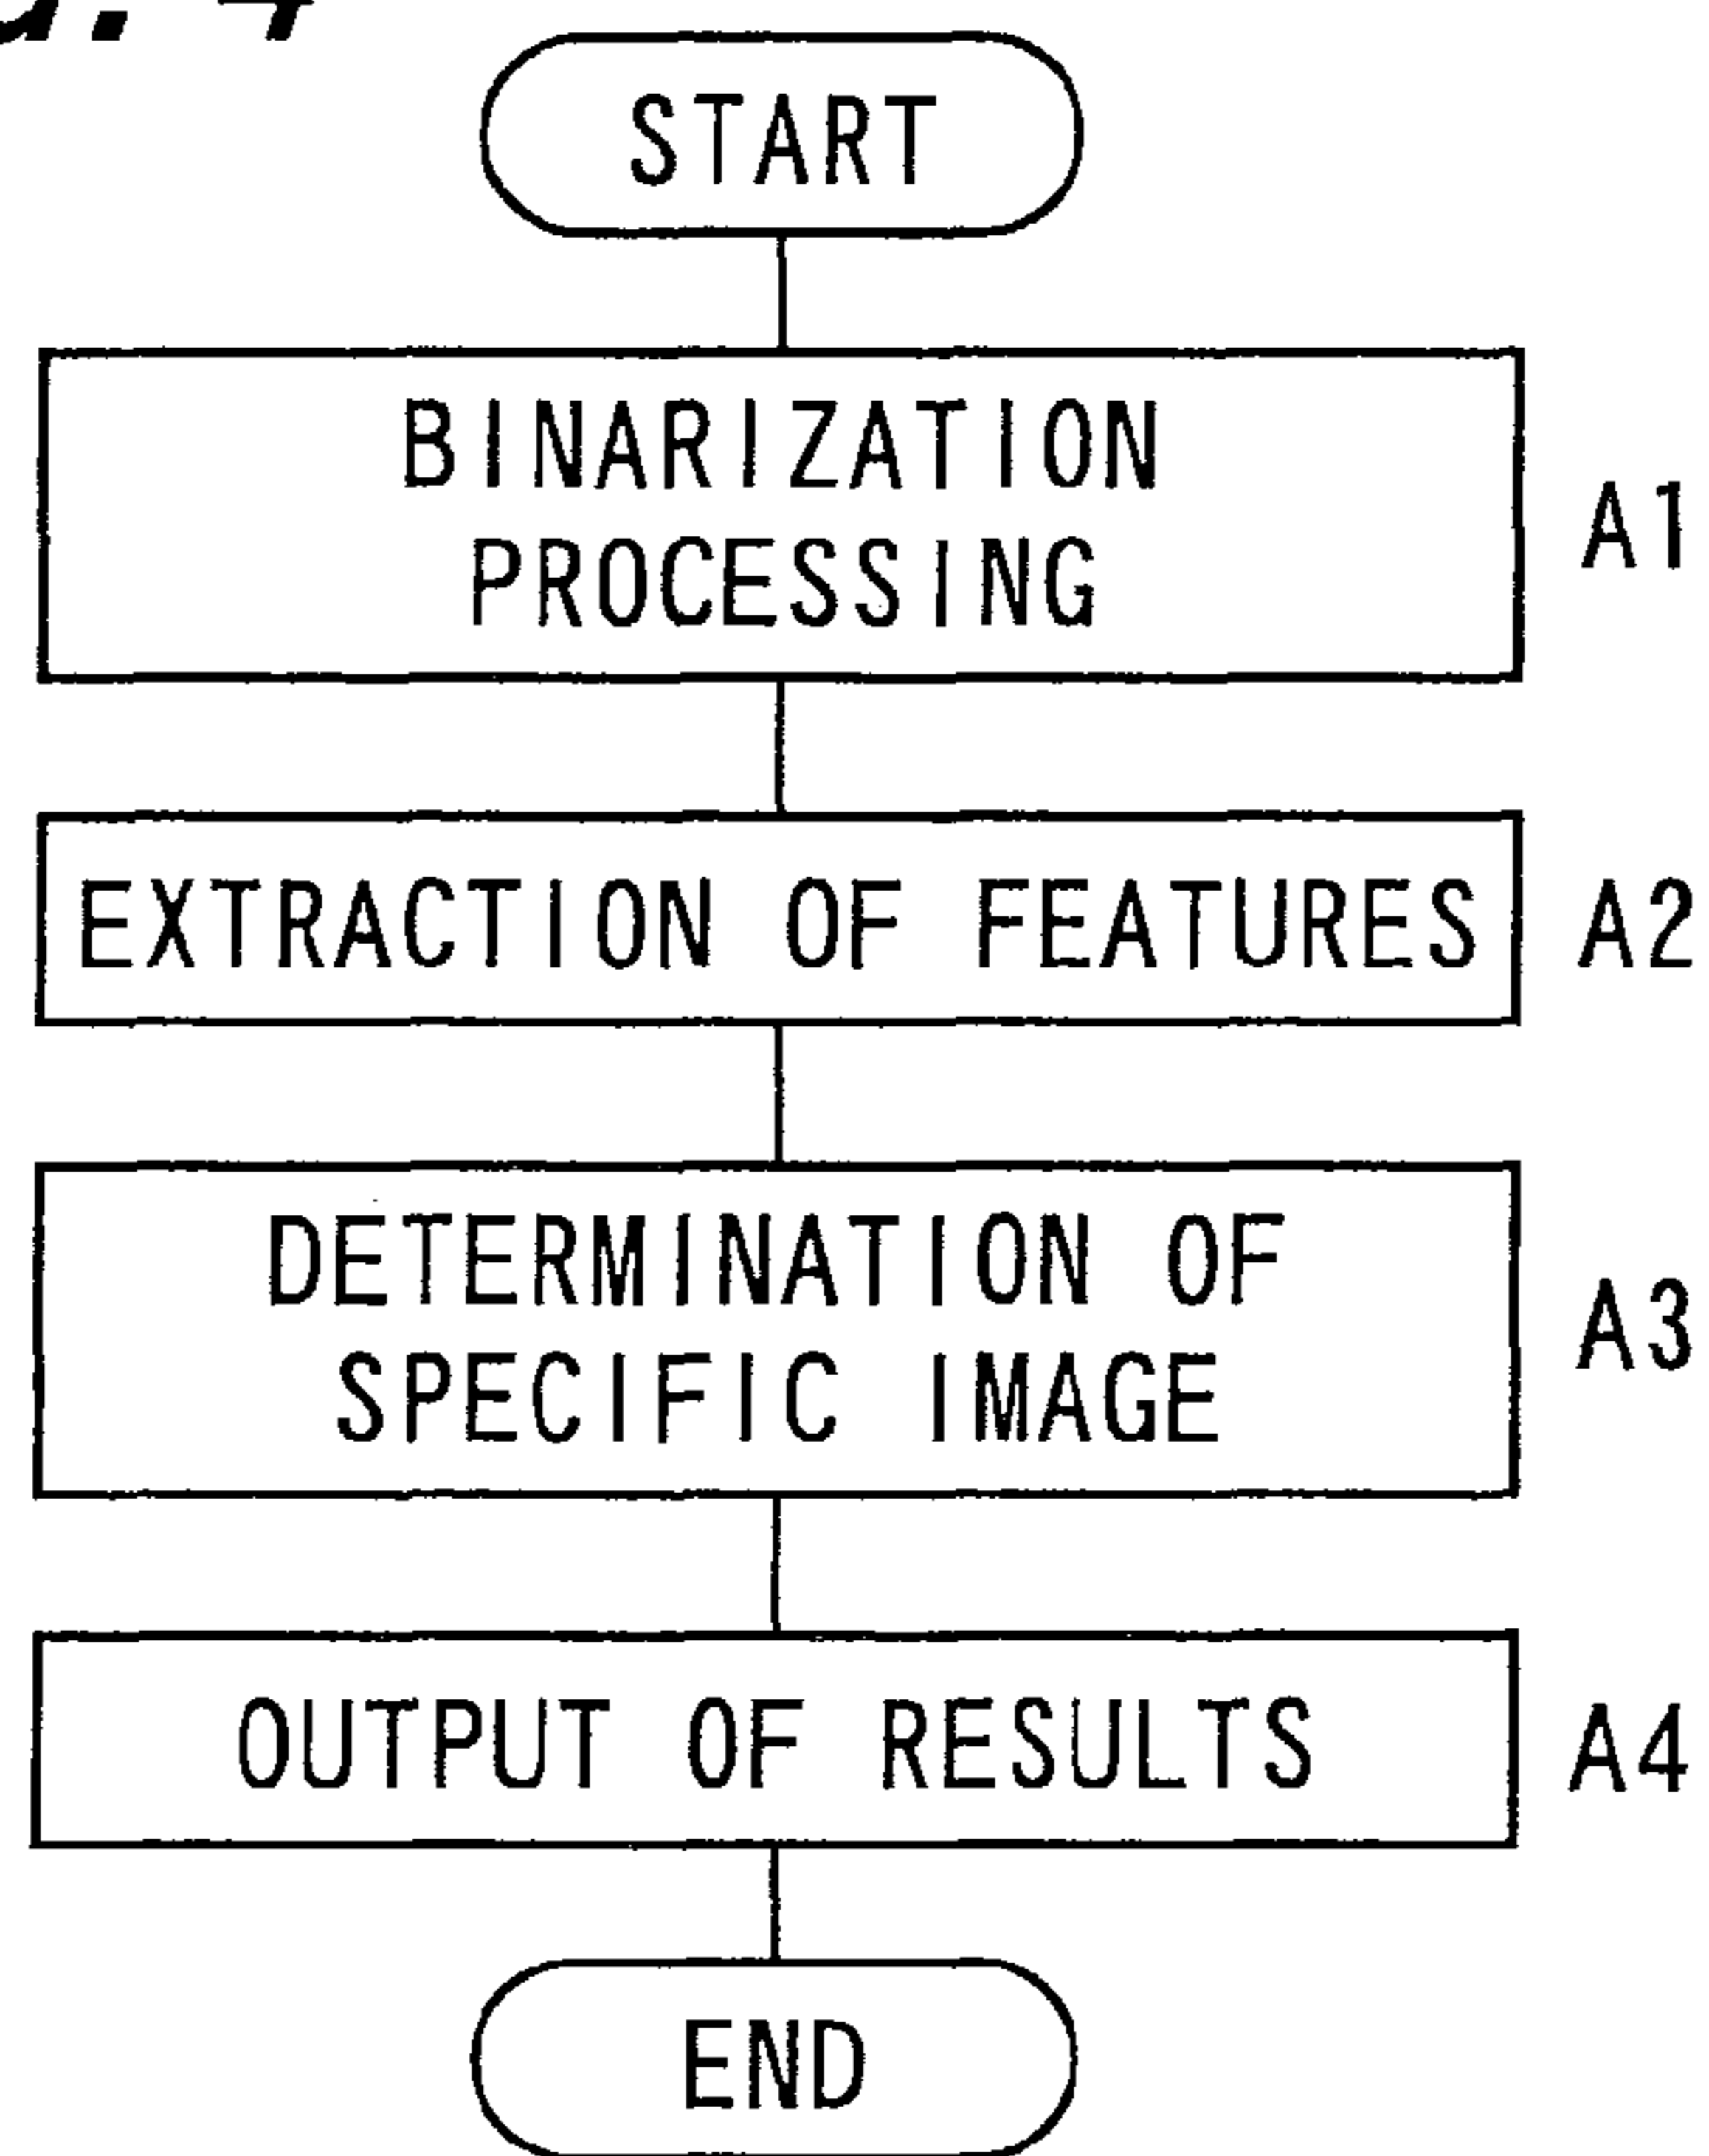 START
BINARIZATION
PROCESSING
A1
EXTRACTION OF FEATURES
A2
DETERMINATION OF
SPECIFIC IMAGE
A3
OUTPUT OF RESULTS
A4
END